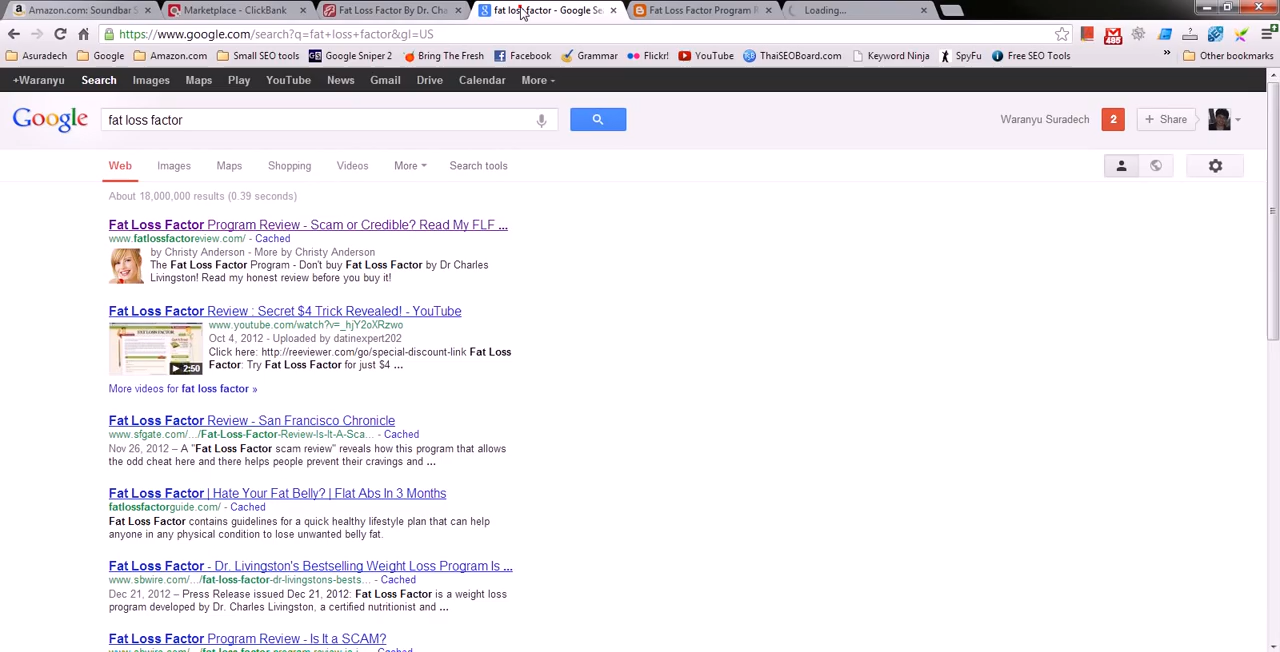 Amazon.com: Soundbar S
Marketplace - ClickBank
Fat Loss Factor By Dr. Cha
fat loss factor - Google Se
Fat Loss Factor Program R
Loading...
https://www.google.com/search?q=fat+loss+factor&gl=US
Asuradech
Google
Amazon.com
Small SEO tools
Google Sniper 2
Bring The Fresh
Facebook
Grammar
Flickr!
YouTube
ThaiSEOBoard.com
Keyword Ninja
SpyFu
Free SEO Tools
»
Other bookmarks
+Waranyu Search Images Maps Play YouTube News Gmail Drive Calendar More
Google
fat loss factor
Waranyu Suradech
2
+ Share
Web Images Maps Shopping Videos More Search tools
About 18,000,000 results (0.39 seconds)
Fat Loss Factor Program Review - Scam or Credible? Read My FLF ...
www.fatlossfactoreview.com/ - Cached
by Christy Anderson - More by Christy Anderson
The Fat Loss Factor Program - Don't buy Fat Loss Factor by Dr Charles
Livingston! Read my honest review before you buy it!
Fat Loss Factor Review : Secret $4 Trick Revealed! - YouTube
www.youtube.com/watch?v=_hjY2oXRzwo
Oct 4, 2012 - Uploaded by datinexpert202
Click here: http://reeviewer.com/go/special-discount-link Fat Loss
Factor: Try Fat Loss Factor for just $4 ...
2:50
More videos for fat loss factor »
Fat Loss Factor Review - San Francisco Chronicle
www.sfgate.com/.../Fat-Loss-Factor-Review-Is-It-A-Sca... - Cached
Nov 26, 2012 – A "Fat Loss Factor scam review" reveals how this program that allows
the odd cheat here and there helps people prevent their cravings and ...
Fat Loss Factor | Hate Your Fat Belly? | Flat Abs In 3 Months
fatlossfactorguide.com/ - Cached
Fat Loss Factor contains guidelines for a quick healthy lifestyle plan that can help
anyone in any physical condition to lose unwanted belly fat.
Fat Loss Factor - Dr. Livingston's Bestselling Weight Loss Program Is ...
www.sbwire.com/.../fat-loss-factor-dr-livingstons-bests... - Cached
Dec 21, 2012 – Press Release issued Dec 21, 2012: Fat Loss Factor is a weight loss
program developed by Dr. Charles Livingston, a certified nutritionist and ...
Fat Loss Factor Program Review - Is It a SCAM?